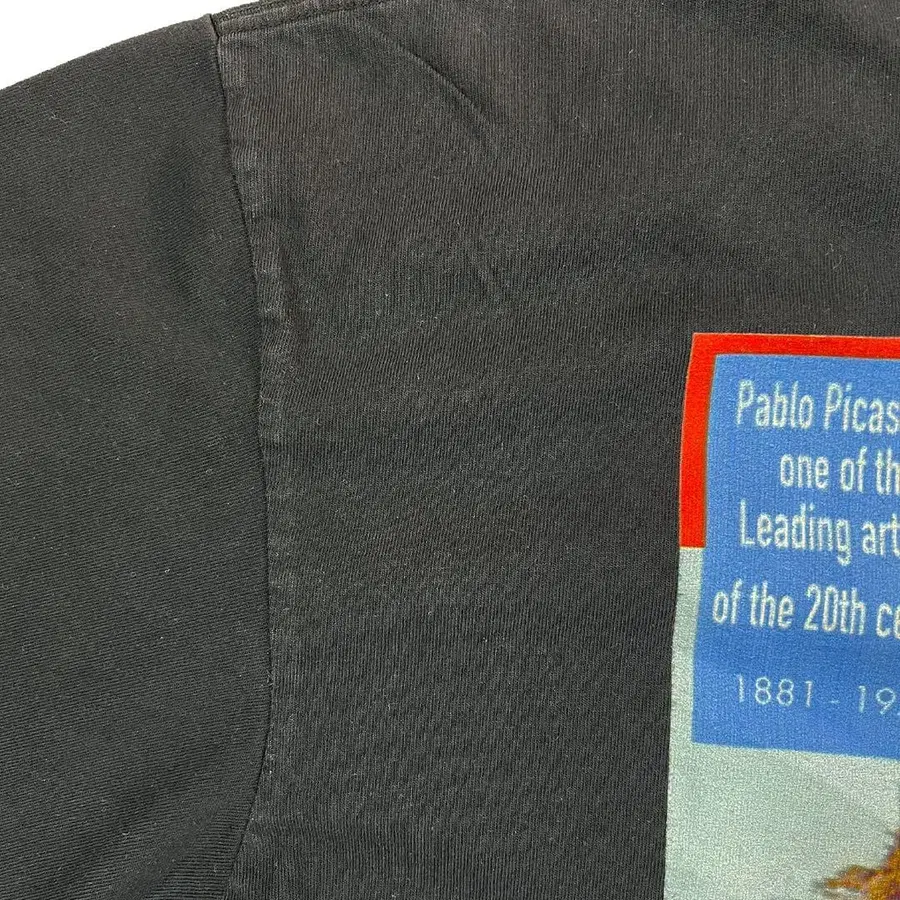 Pablo Picas
one of th
Leading art
of the 20th ce
1881 - 19